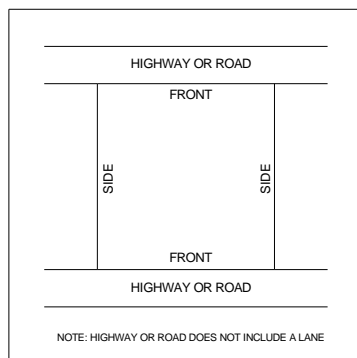 HIGHWAY OR ROAD
FRONT
SIDE
SIDE
FRONT
HIGHWAY OR ROAD
NOTE: HIGHWAY OR ROAD DOES NOT INCLUDE A LANE